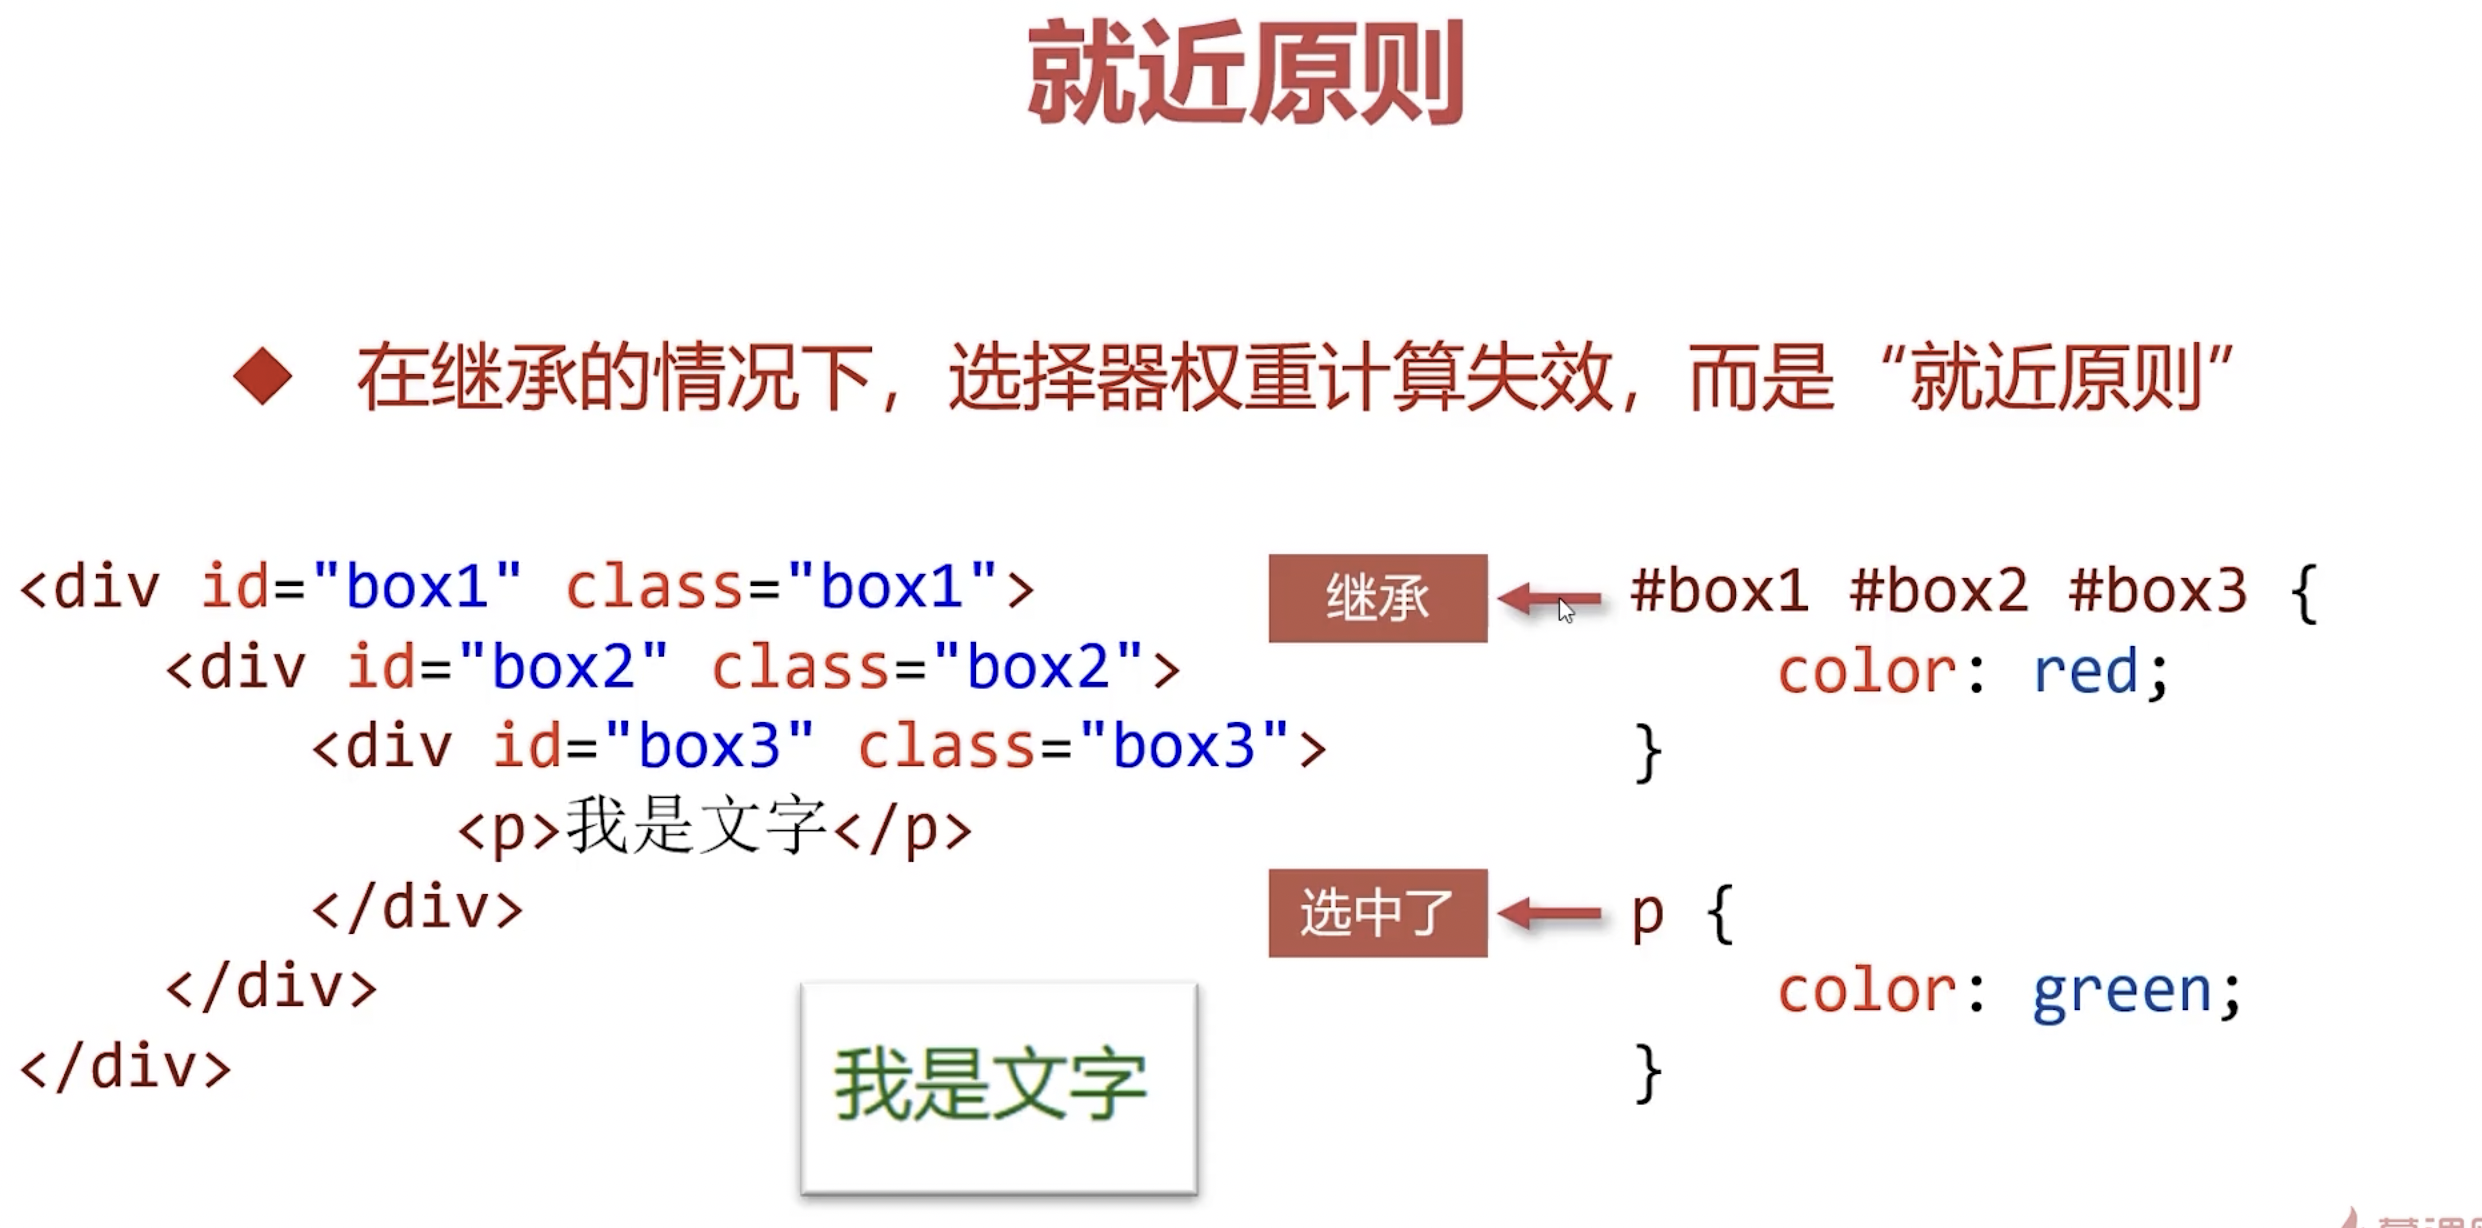 就近原则
◆ 在继承的情况下，选择器权重计算失效，而是“就近原则”
<div id="box1" class="box1">
<div id="box2" class="box2">
<div id="box3" class="box3">
<p>我是文字</p>
</div>
</div>
</div>
我是文字
继承
#box1 #box2 #box3 {
color: red;
}
选中了
p {
color: green;
}